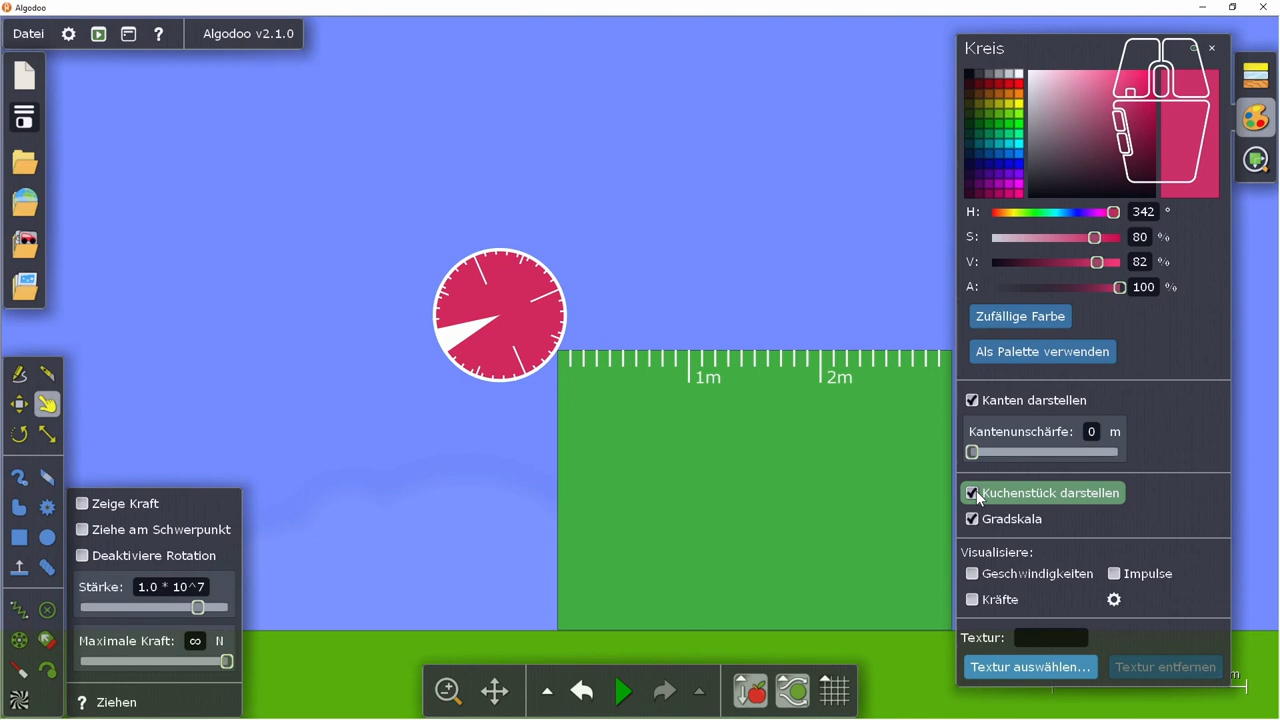 Algodoo
Datei
Algodoo v2.1.0
Kreis
H: 342 °
S: 80 %
V: 82 %
A: 100 %
Zufällige Farbe
Als Palette verwenden
1m
2m
Kanten darstellen
Kantenunschärfe: 0 m
Kuchenstück darstellen
Gradskala
Visualisiere:
Geschwindigkeiten
Impulse
Kräfte
Textur:
Textur auswählen...
Textur entfernen
m
Zeige Kraft
Ziehe am Schwerpunkt
Deaktiviere Rotation
Stärke: 1.0 * 10^7
Maximale Kraft: ∞ N
? Ziehen